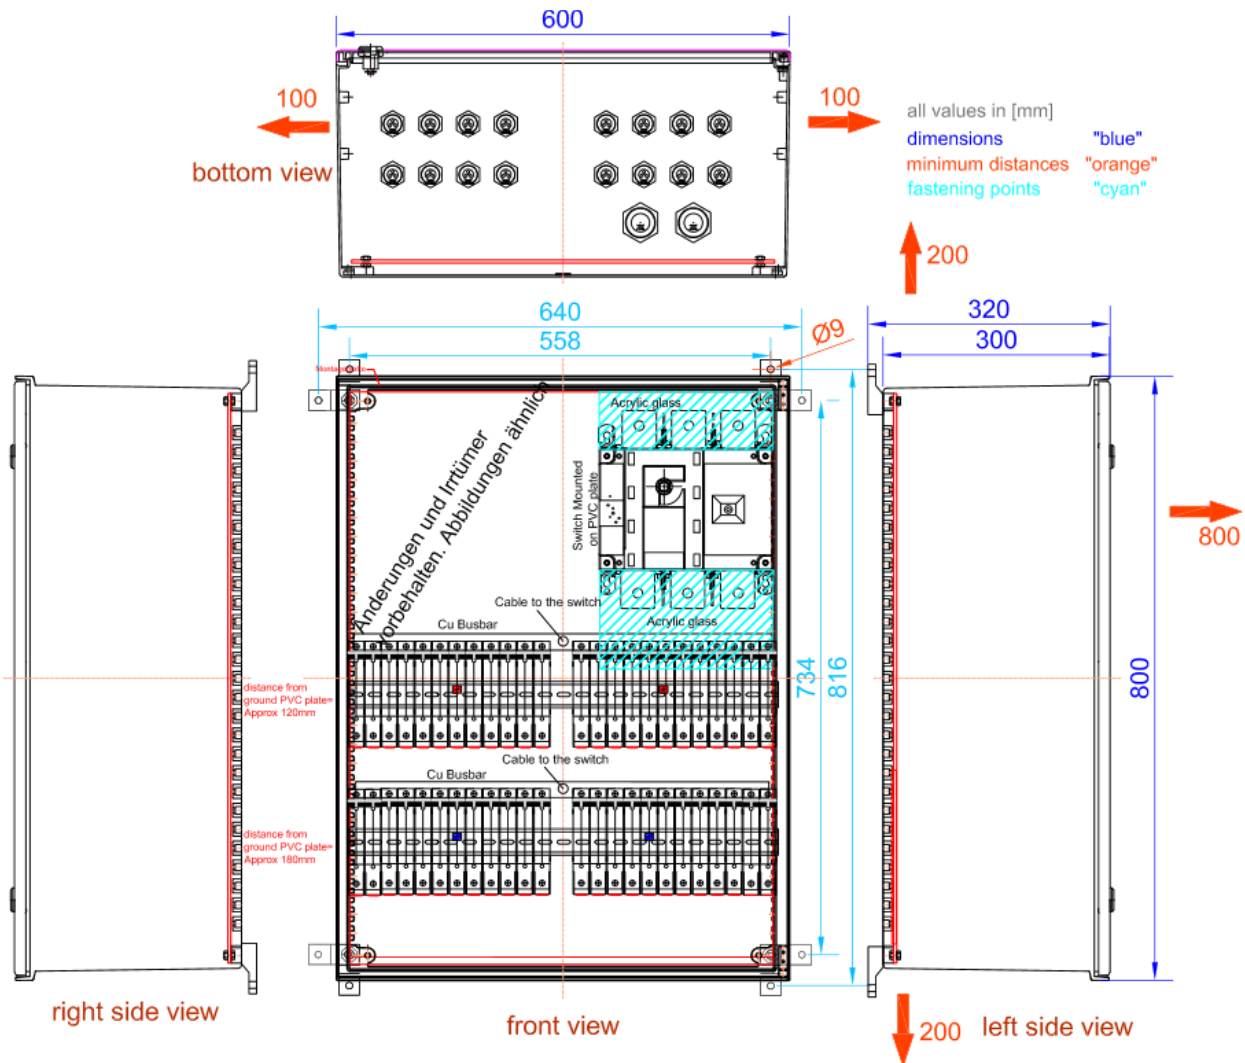 600
100
100
all values in [mm]
dimensions "blue"
minimum distances "orange"
fastening points "cyan"
bottom view
200
640
558
Ø9
320
300
Acrylic glass
Änderungen und Irrtümer
vorbehalten. Abbildungen ähnlich
Switch Mounted
on PVC plate
800
Cable to the switch
Cu Busbar
Acrylic glass
734
816
800
distance from
ground PVC plate=
Approx 120mm
Cable to the switch
Cu Busbar
distance from
ground PVC plate=
Approx 180mm
right side view
front view
200
left side view